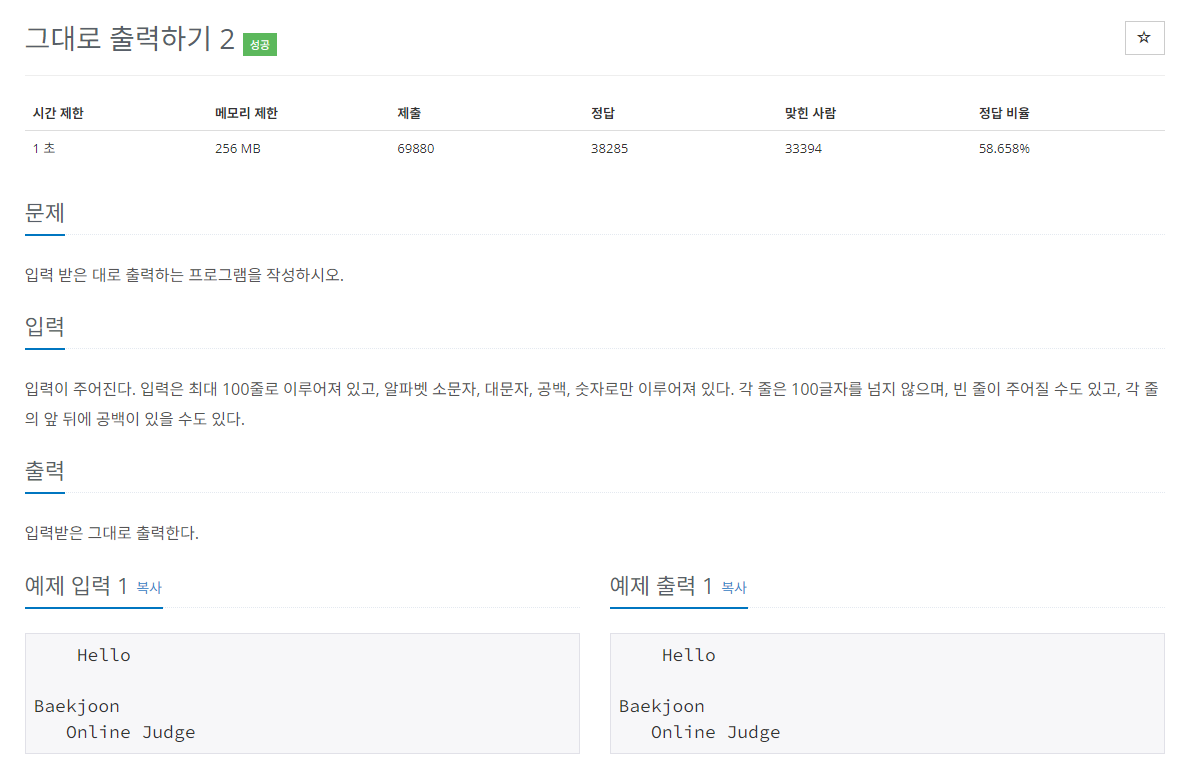 그대로 출력하기 2 성공
시간 제한 메모리 제한 제출 정답 맞힌 사람 정답 비율
1 초 256 MB 69880 38285 33394 58.658%
문제
입력 받은 대로 출력하는 프로그램을 작성하시오.
입력
입력이 주어진다. 입력은 최대 100줄로 이루어져 있고, 알파벳 소문자, 대문자, 공백, 숫자로만 이루어져 있다. 각 줄은 100글자를 넘지 않으며, 빈 줄이 주어질 수도 있고, 각 줄
의 앞 뒤에 공백이 있을 수도 있다.
출력
입력받은 그대로 출력한다.
예제 입력 1 복사
    Hello

Baekjoon
   Online Judge
예제 출력 1 복사
    Hello

Baekjoon
   Online Judge